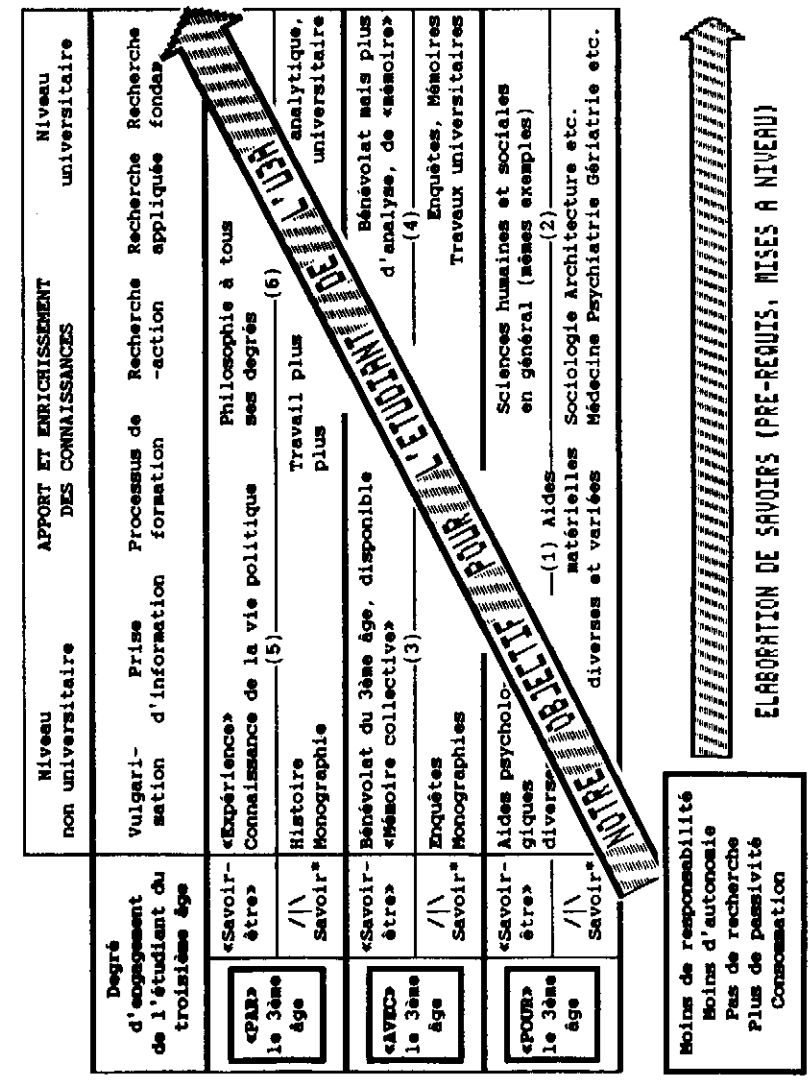 APPORT ET ENRICHISSEMENT
DES CONNAISSANCES
Niveau
non universitaire
Niveau
universitaire
Degré
d'engagement
de l'étudiant du
troisième âge
Vulgari-
sation
Prise
d'information
Processus de
formation
Recherche
-action
Recherche
appliquée
Recherche
fondam
«PAR»
le 3ème
âge
«Savoir-
être»
/|\
Savoir*
«Expérience»
Connaissance de la vie politique
(5)
Histoire
Monographie
Philosophie à tous
ses degrés
(6)
Travail plus
plus
analytique,
universitaire
«AVEC»
le 3ème
âge
«Savoir-
être»
/|\
Savoir*
Bénévolat du 3ème âge, disponible
«Mémoire collective»
(3)
Enquêtes
Monographies
Bénévolat mais plus
d'analyse, de «mémoire»
(4)
Enquêtes, Mémoires
Travaux universitaires
«POUR»
le 3ème
âge
«Savoir-
être»
/|\
Savoir*
Aides psycholo-
giques
diverse
(1) Aides
matérielles
diverses et variées
Sciences humaines et sociales
en général (mêmes exemples)
(2)
Sociologie Architecture etc.
Médecine Psychiatrie Gériatrie etc.
NOTRE OBJECTIF POUR L'ETUDIANT DE L'U3A
Moins de responsabilité
Moins d'autonomie
Pas de recherche
Plus de passivité
Consommation
ELABORATION DE SAVOIRS (PRE-REQUIS, MISES A NIVEAU)